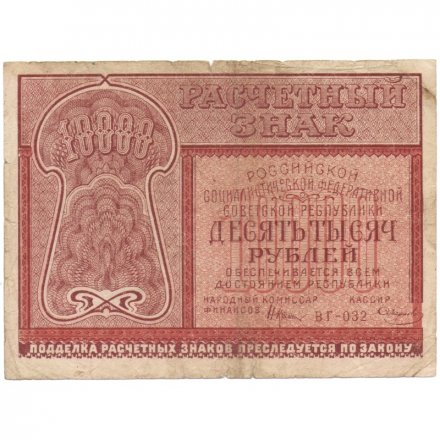 10000
РАСЧЕТНЫЙ
ЗНАК
РОССИЙСКОЙ
СОЦИАЛИСТИЧЕСКОЙ ФЕДЕРАТИВНОЙ
СОВЕТСКОЙ РЕСПУБЛИКИ
ДЕСЯТЬ ТЫСЯЧ
РУБЛЕЙ
ОБЕСПЕЧИВАЕТСЯ ВСЕМ
ДОСТОЯНИЕМ РЕСПУБЛИКИ
НАРОДНЫЙ КОМИССАР КАССИР
ФИНАНСОВ ВГ-032
ПОДДЕЛКА РАСЧЕТНЫХ ЗНАКОВ ПРЕСЛЕДУЕТСЯ ПО ЗАКОНУ